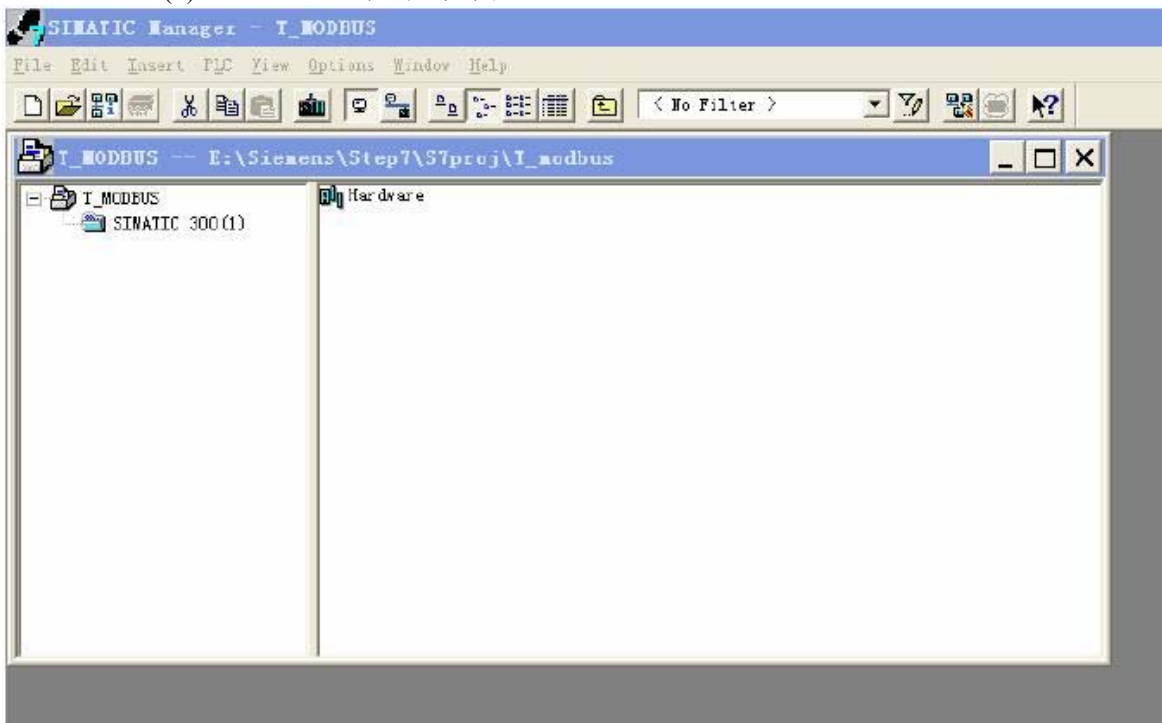 SIMATIC Manager - T_MODBUS
File Edit Insert PLC View Options Window Help
< No Filter >
T_MODBUS -- E:\Siemens\Step7\S7proj\T_modbus
T_MODBUS
SIMATIC 300(1)
Hardware